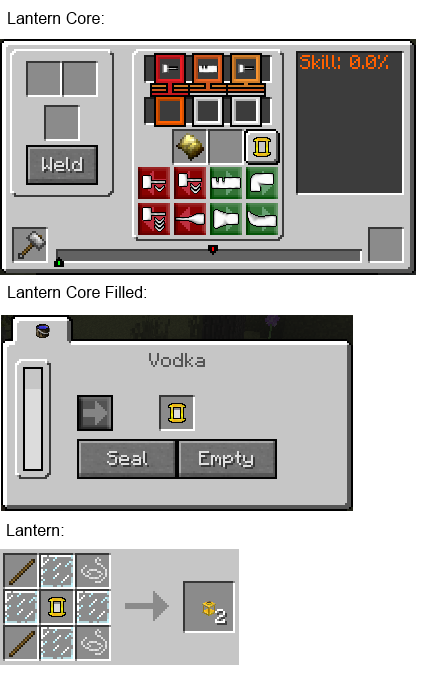 Lantern Core:
Skill: 0.0%
Weld
Lantern Core Filled:
Vodka
Seal
Empty
Lantern:
2